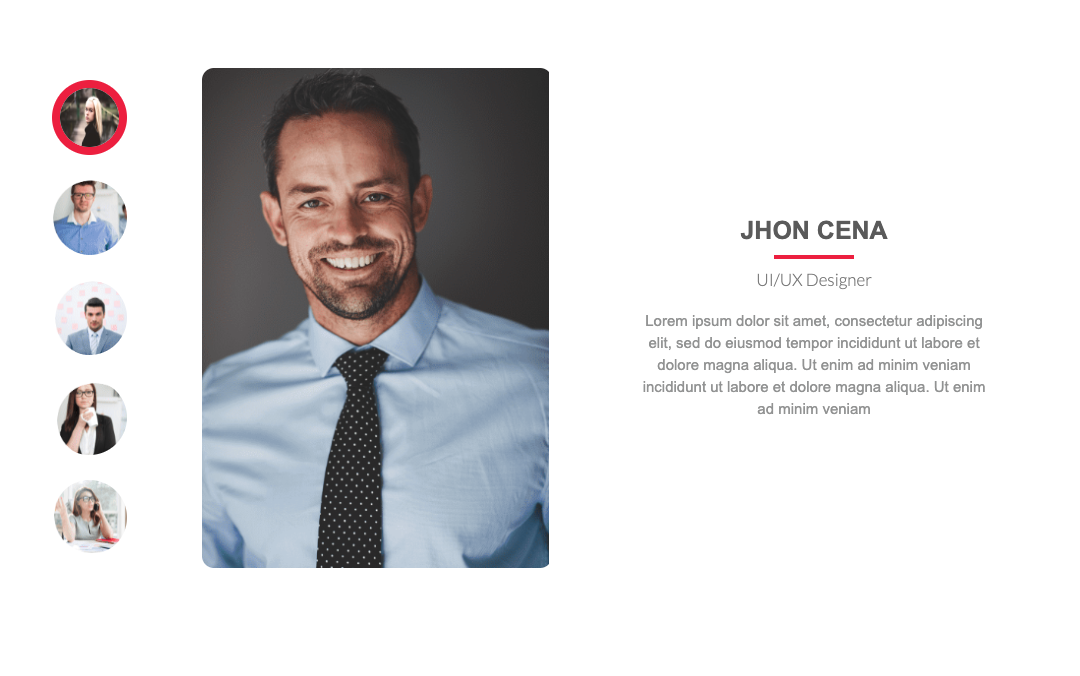 JHON CENA
UI/UX Designer
Lorem ipsum dolor sit amet, consectetur adipiscing
elit, sed do eiusmod tempor incididunt ut labore et
dolore magna aliqua. Ut enim ad minim veniam
incididunt ut labore et dolore magna aliqua. Ut enim
ad minim veniam